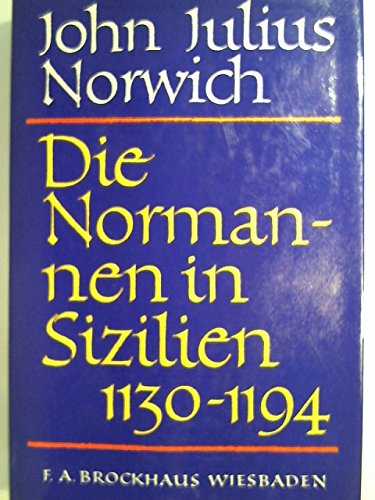 John Julius
Norwich
Die
Norman-
nen in
Sizilien
1130-1194
F. A. BROCKHAUS WIESBADEN